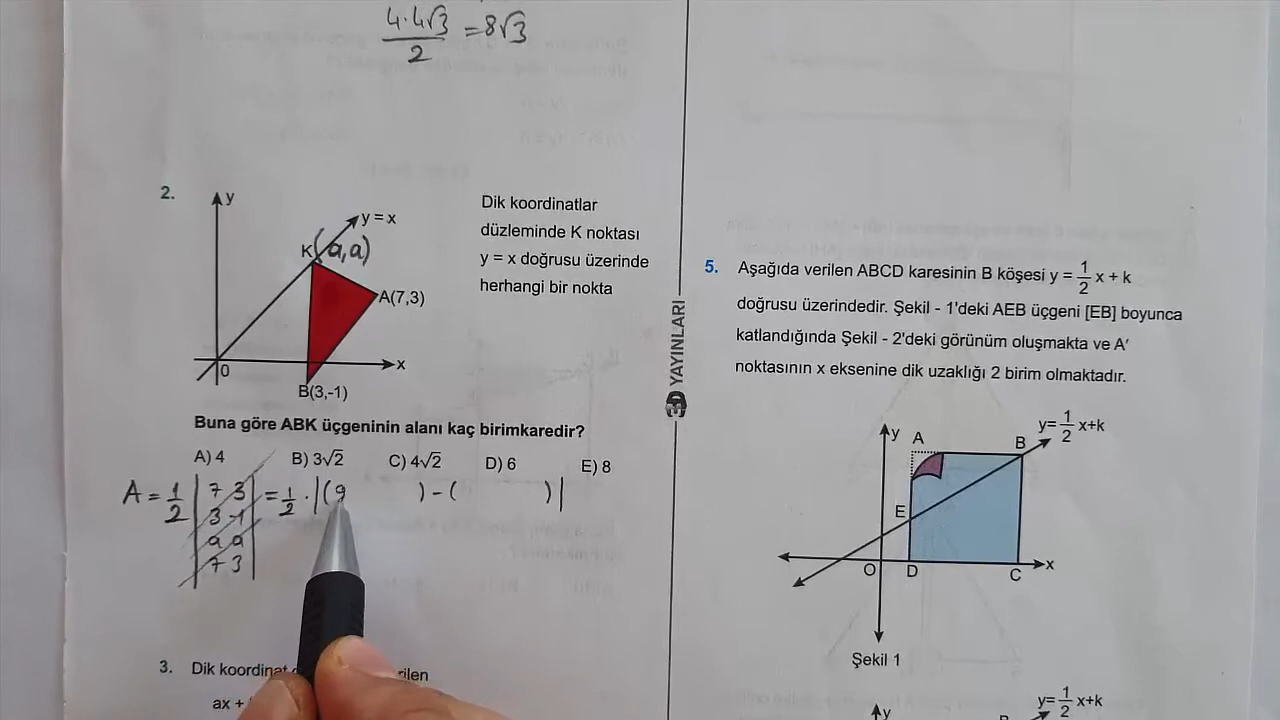 4.4√3 / 2 = 8√3
2.
y
y = x
K(a,a)
A(7,3)
x
0
B(3,-1)
Dik koordinatlar
düzleminde K noktası
y = x doğrusu üzerinde
herhangi bir nokta
Buna göre ABK üçgeninin alanı kaç birimkaredir?
A) 4 B) 3√2 C) 4√2 D) 6 E) 8
A = 1/2 | 7 3 | = 1/2 . |(9 ) - ( )|
3 -1
a a
7 3
3. Dik koordinat
rilen
ax +
3D YAYINLARI
5. Aşağıda verilen ABCD karesinin B köşesi y = 1/2 x + k
doğrusu üzerindedir. Şekil - 1'deki AEB üçgeni [EB] boyunca
katlandığında Şekil - 2'deki görünüm oluşmakta ve A'
noktasının x eksenine dik uzaklığı 2 birim olmaktadır.
y= 1/2 x+k
y A B
E
O D C x
Şekil 1
y= 1/2 x+k
y